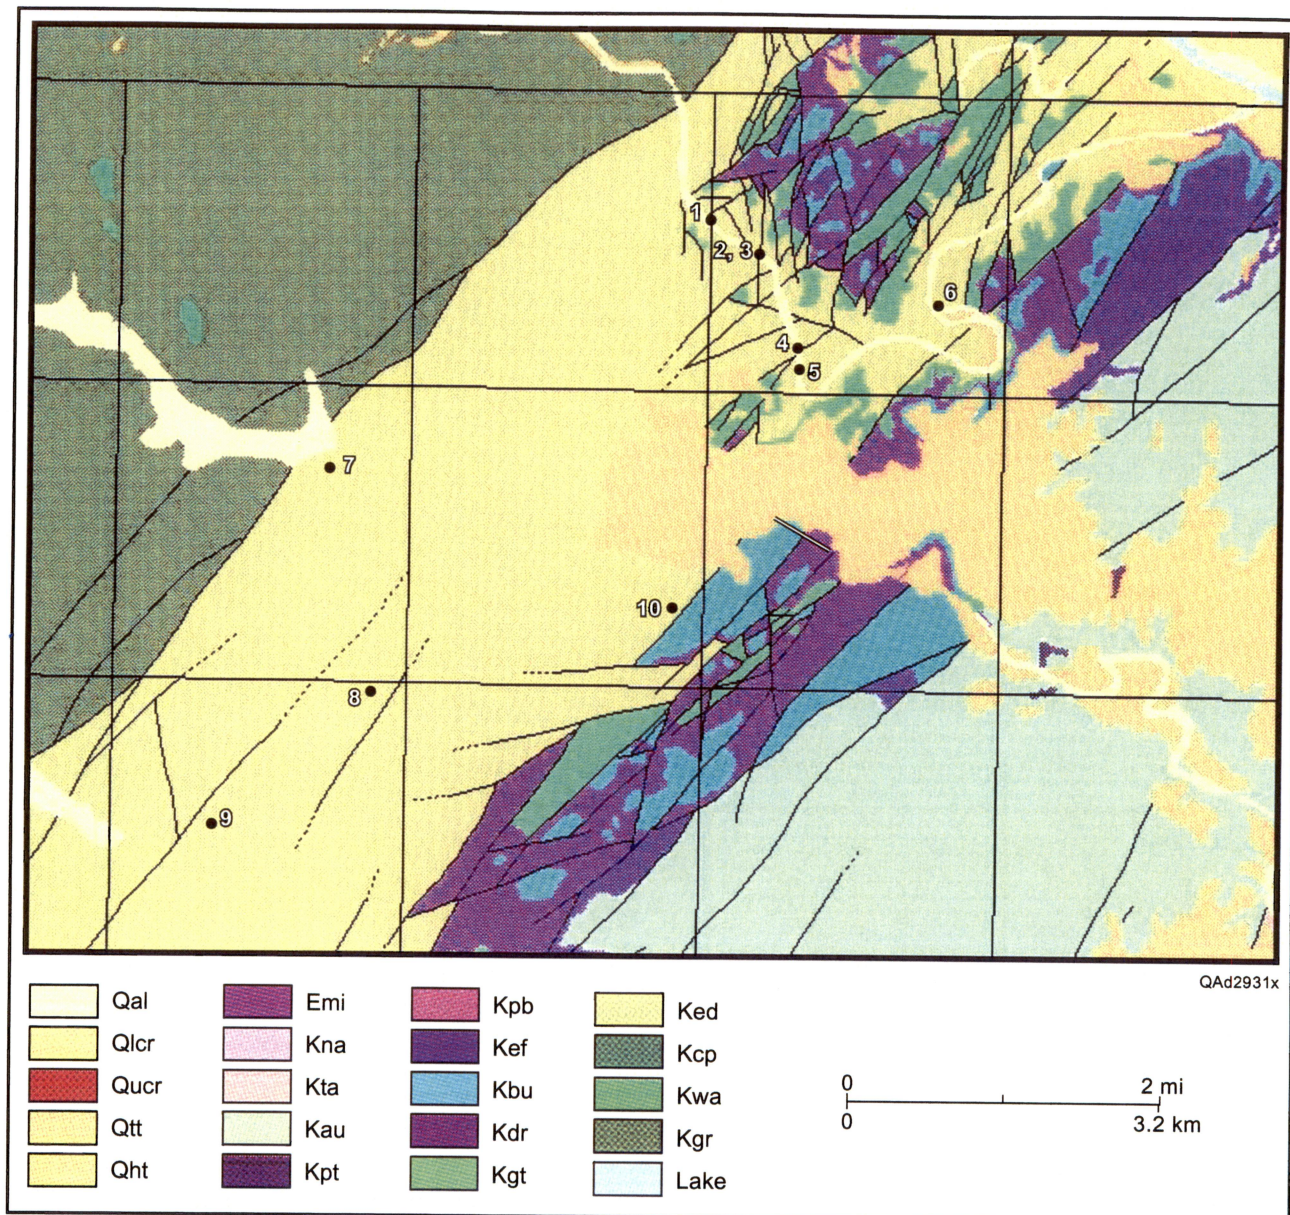 1
2, 3
6
4
5
7
10
8
9
QAd2931x
Qal
Qlcr
Qucr
Qtt
Qht
Emi
Kna
Kta
Kau
Kpt
Kpb
Kef
Kbu
Kdr
Kgt
Ked
Kcp
Kwa
Kgr
Lake
0 2 mi
0 3.2 km